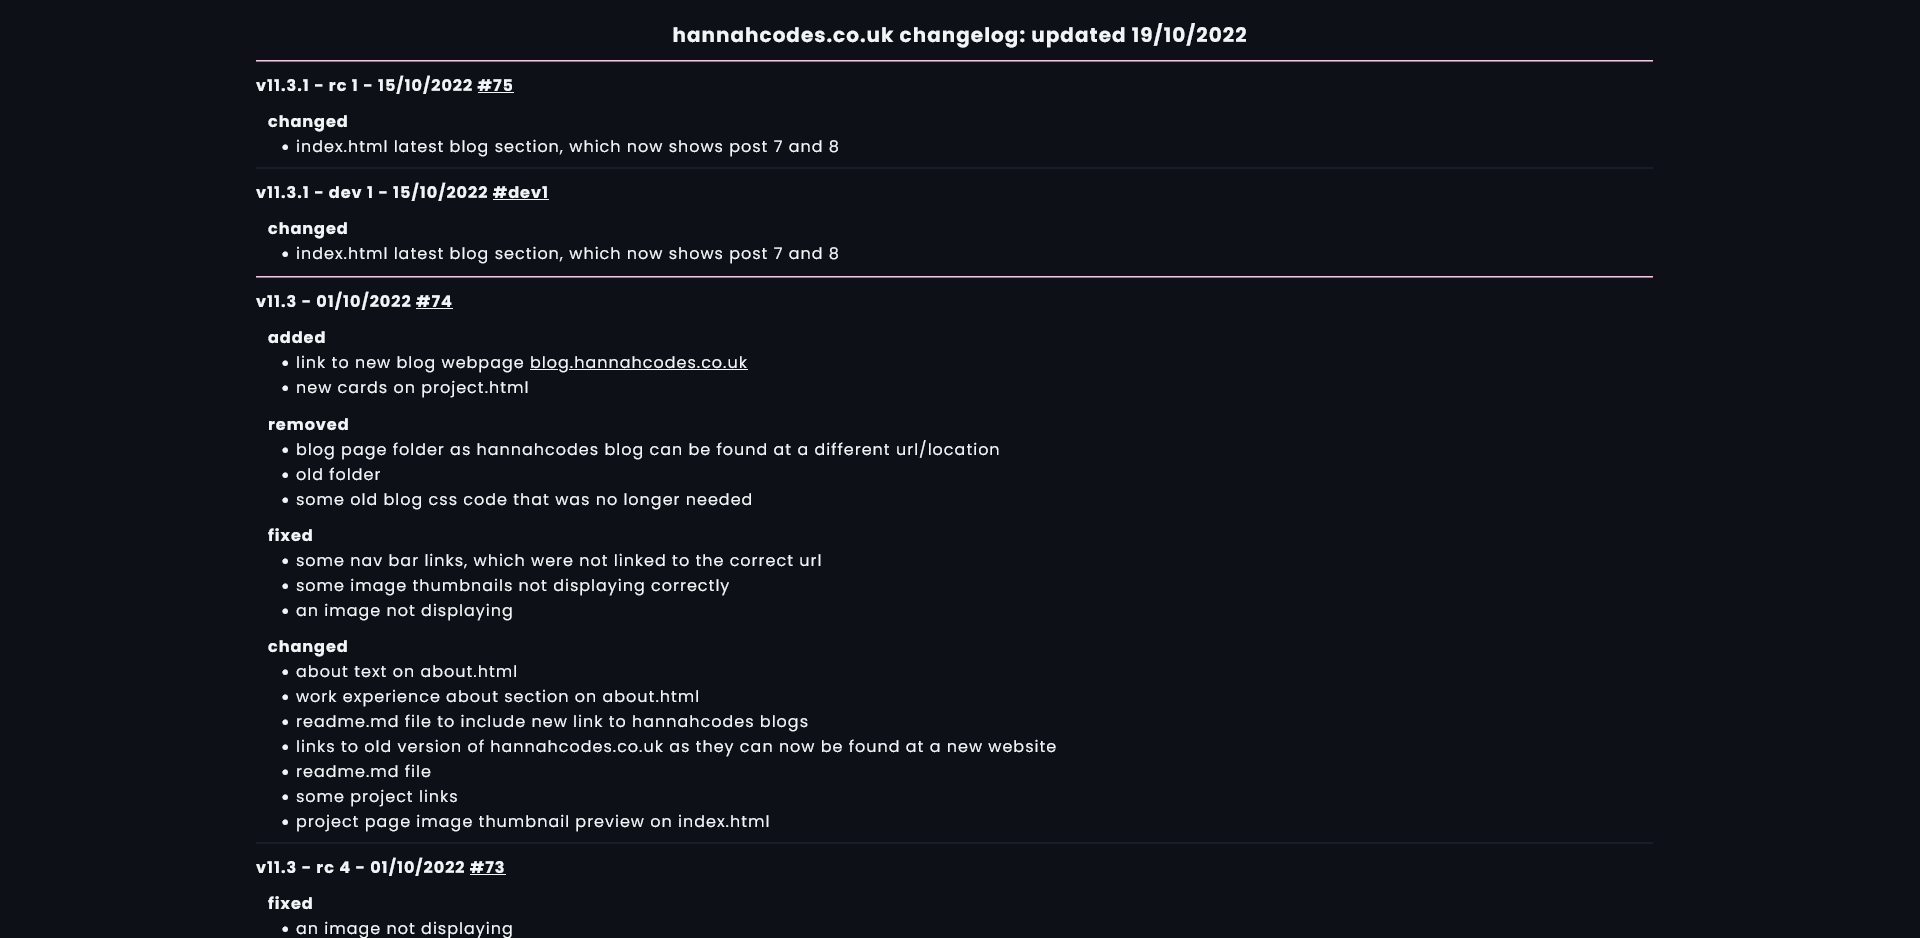 hannahcodes.co.uk changelog: updated 19/10/2022
v11.3.1 - rc 1 - 15/10/2022 #75
changed
• index.html latest blog section, which now shows post 7 and 8
v11.3.1 - dev 1 - 15/10/2022 #dev1
changed
• index.html latest blog section, which now shows post 7 and 8
v11.3 - 01/10/2022 #74
added
• link to new blog webpage blog.hannahcodes.co.uk
• new cards on project.html
removed
• blog page folder as hannahcodes blog can be found at a different url/location
• old folder
• some old blog css code that was no longer needed
fixed
• some nav bar links, which were not linked to the correct url
• some image thumbnails not displaying correctly
• an image not displaying
changed
• about text on about.html
• work experience about section on about.html
• readme.md file to include new link to hannahcodes blogs
• links to old version of hannahcodes.co.uk as they can now be found at a new website
• readme.md file
• some project links
• project page image thumbnail preview on index.html
v11.3 - rc 4 - 01/10/2022 #73
fixed
• an image not displaying